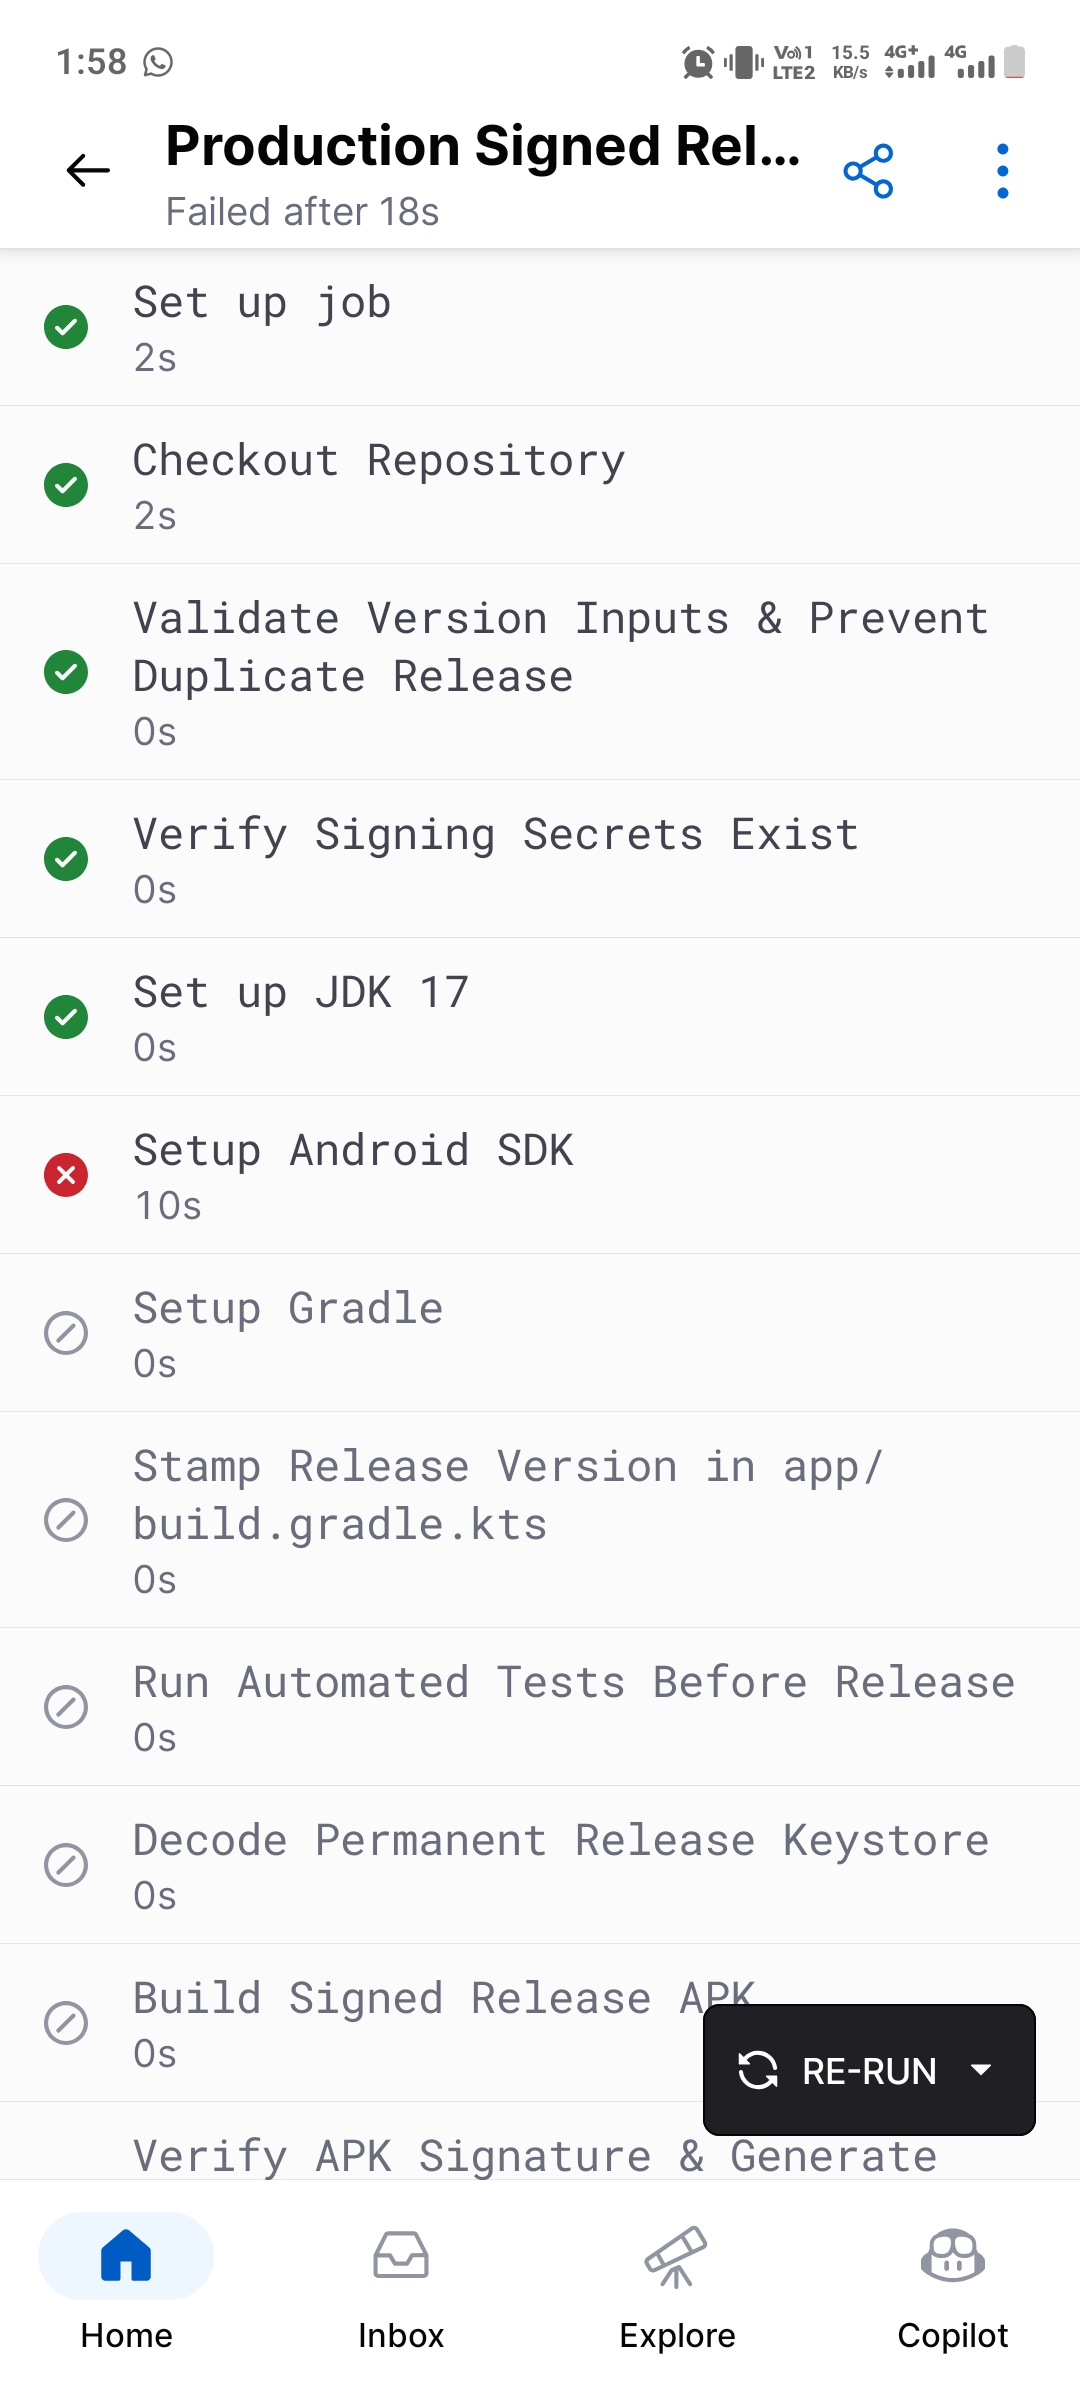 1:58
Vo)) 1
LTE2
15.5
KB/s
4G+
4G
Production Signed Rel...
Failed after 18s
Set up job
2s
Checkout Repository
2s
Validate Version Inputs & Prevent
Duplicate Release
0s
Verify Signing Secrets Exist
0s
Set up JDK 17
0s
Setup Android SDK
10s
Setup Gradle
0s
Stamp Release Version in app/
build.gradle.kts
0s
Run Automated Tests Before Release
0s
Decode Permanent Release Keystore
0s
Build Signed Release APK
0s
RE-RUN
Verify APK Signature & Generate
Home
Inbox
Explore
Copilot